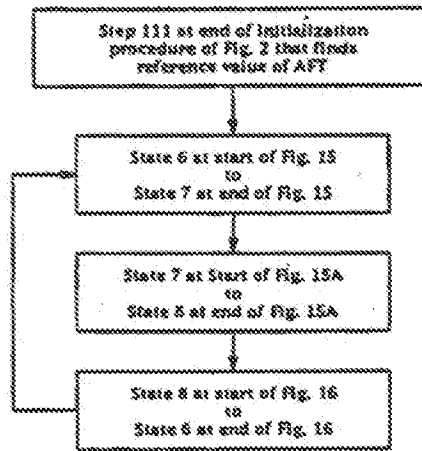 Step 111 at end of Initialization
procedure of Fig. 2 that finds
reference value of AFT
State 6 at start of Fig. 15
to
State 7 at end of Fig. 15
State 7 at Start of Fig. 15A
to
State 8 at end of Fig. 15A
State 8 at start of Fig. 16
to
State 6 at end of Fig. 16